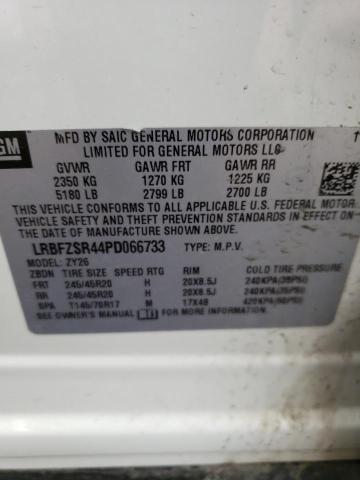 GM
MFD BY SAIC GENERAL MOTORS CORPORATION
LIMITED FOR GENERAL MOTORS LLC
GVWR GAWR FRT GAWR RR
2350 KG 1270 KG 1225 KG
5180 LB 2799 LB 2700 LB
THIS VEHICLE CONFORMS TO ALL APPLICABLE U.S. FEDERAL MOTOR
VEHICLE SAFETY AND THEFT PREVENTION STANDARDS IN EFFECT ON
THE DATE OF MANUFACTURE SHOWN ABOVE.
LRBFZSR44PD066733 TYPE: M.P.V.
MODEL: ZY26
ZBDN TIRE SIZE SPEED RTG RIM COLD TIRE PRESSURE
FRT 245/45R20 H 20X8.5J 240KPA(35PSI)
RR 245/45R20 H 20X8.5J 240KPA(35PSI)
SPA T145/70R17 M 17X4B 420KPA(60PSI)
SEE OWNER'S MANUAL FOR ADDITIONAL INFORMATION